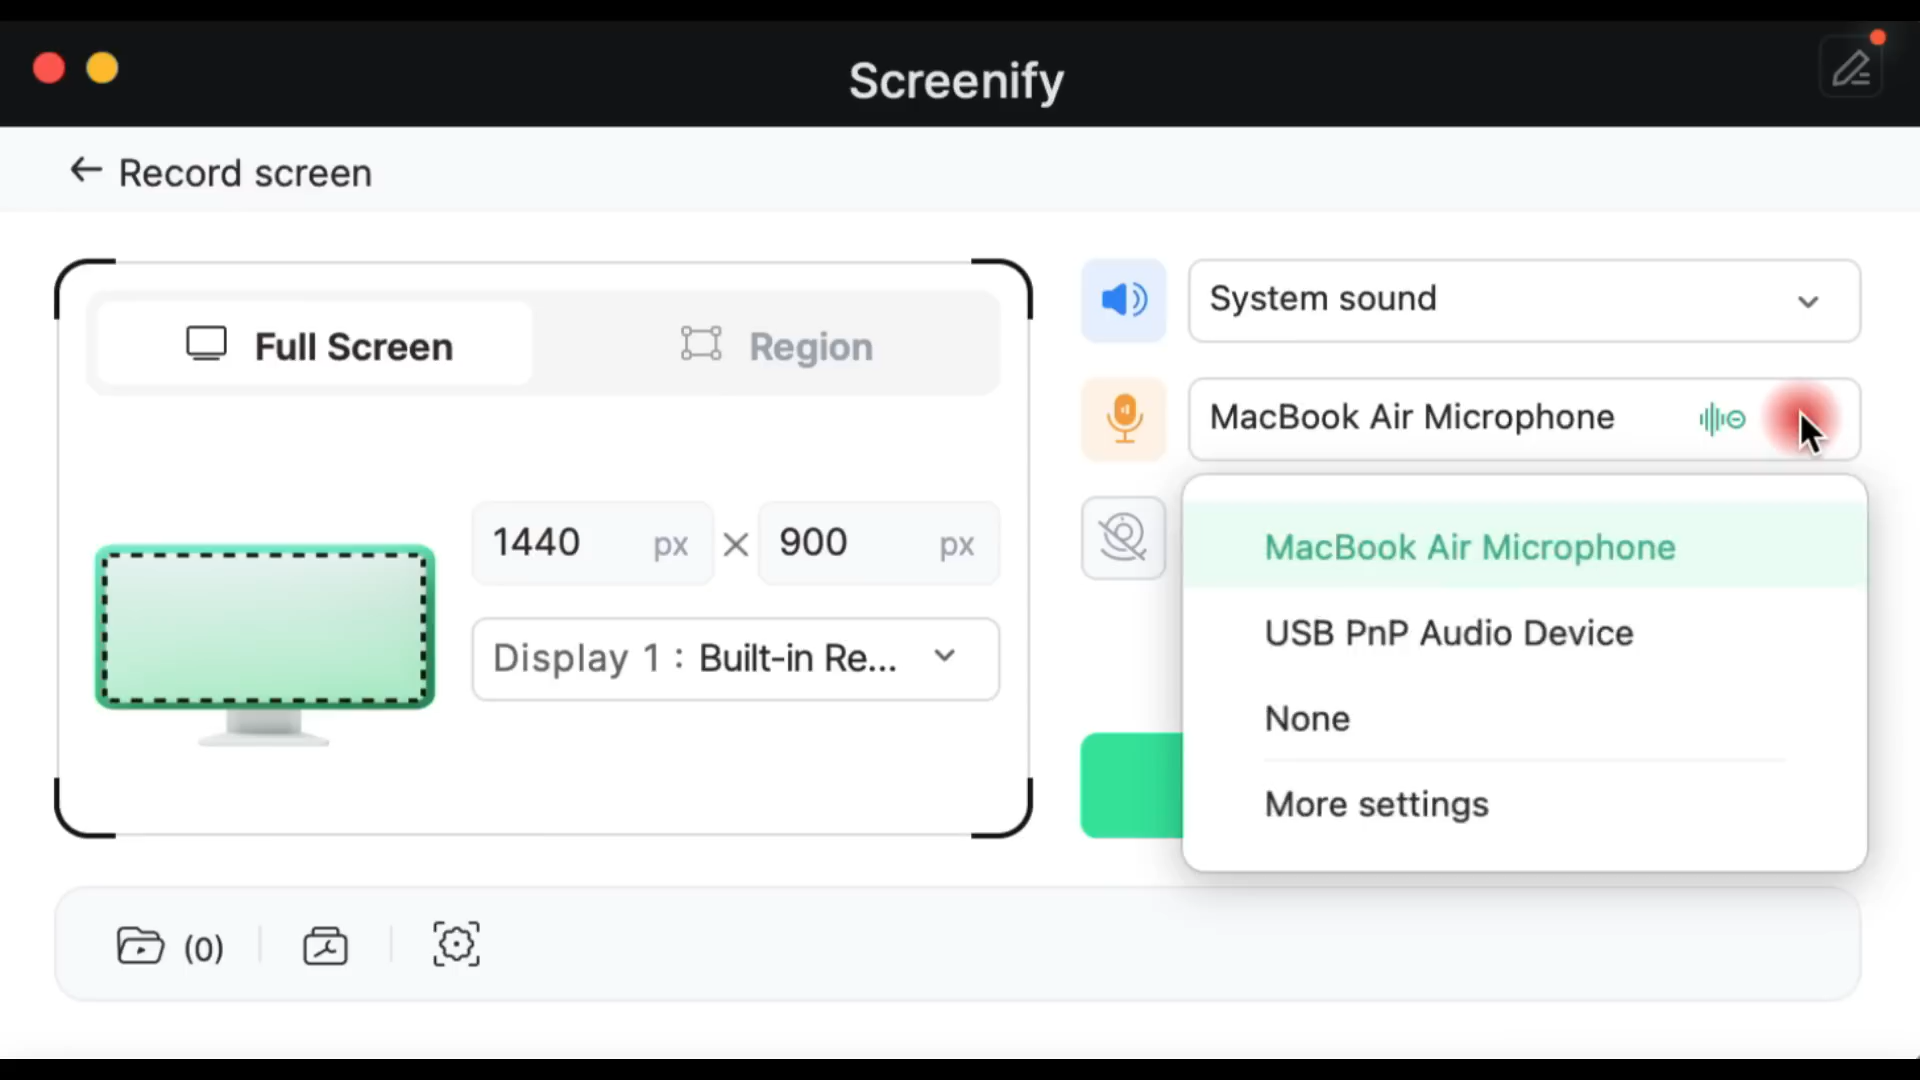 Screenify
Record screen
Full Screen
Region
1440 px × 900 px
Display 1 : Built-in Re...
System sound
MacBook Air Microphone
MacBook Air Microphone
USB PnP Audio Device
None
More settings
(0)